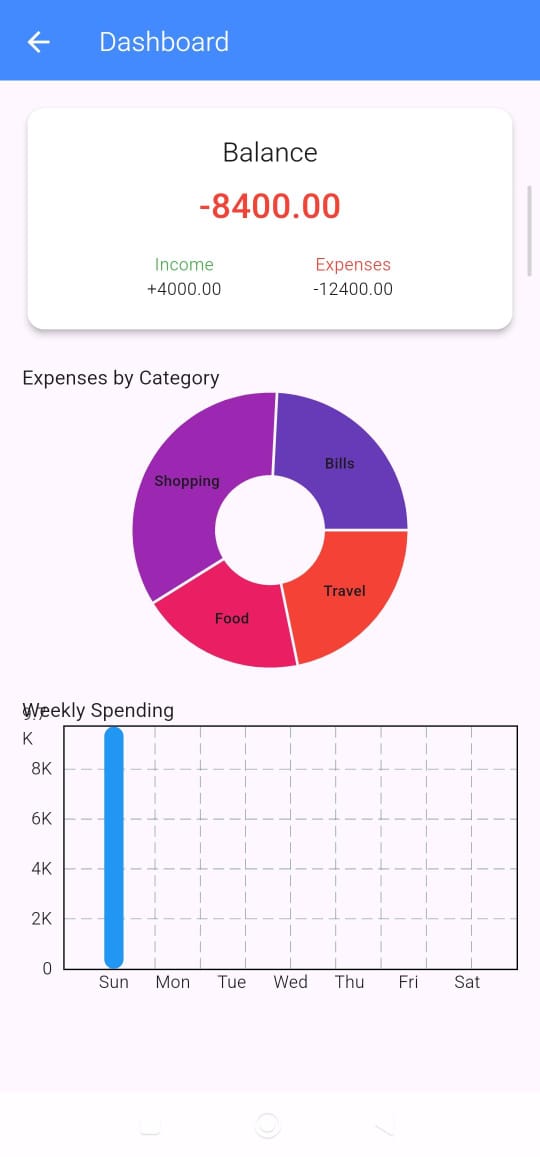 Dashboard
Balance
-8400.00
Income Expenses
+4000.00 -12400.00
Expenses by Category
Bills
Shopping
Travel
Food
Weekly Spending
9.7
K
8K
6K
4K
2K
0
Sun Mon Tue Wed Thu Fri Sat